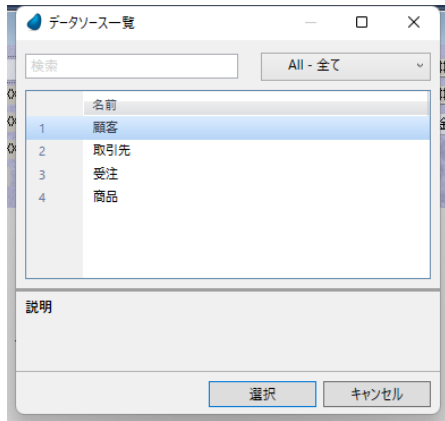 データソース一覧
検索
All - 全て
名前
1 顧客
2 取引先
3 受注
4 商品
説明
選択
キャンセル